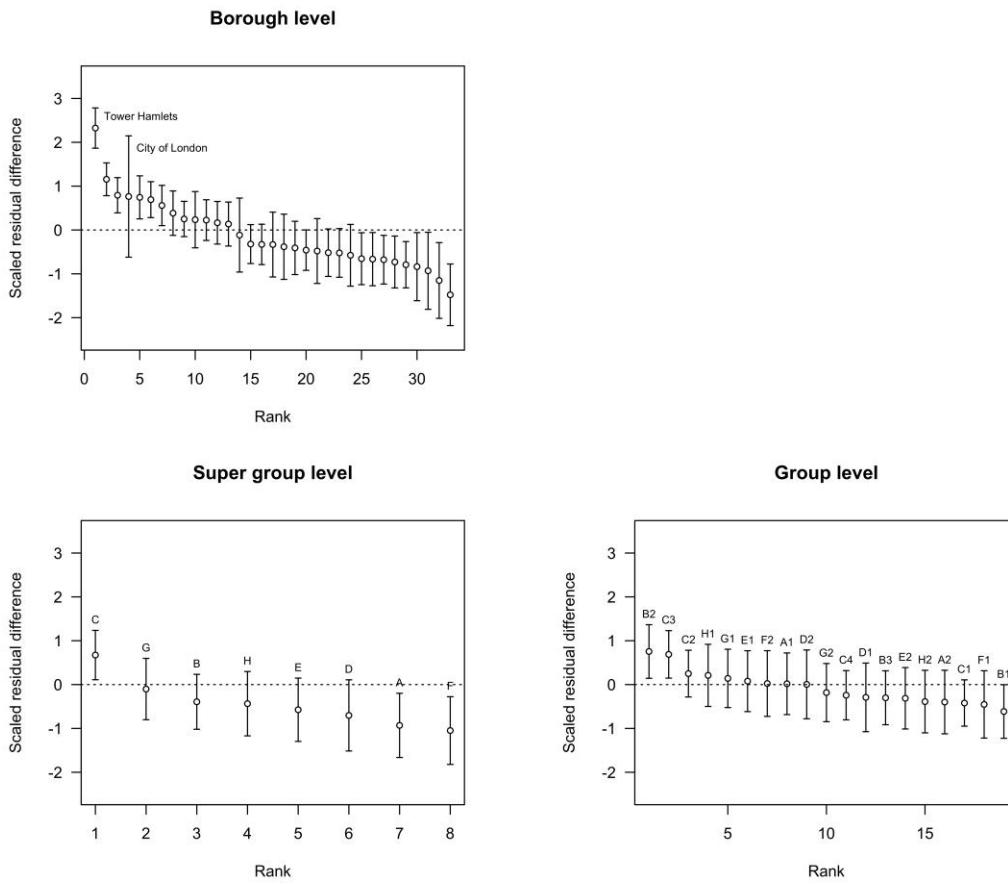 Borough level
Scaled residual difference
3
2
1
0
-1
-2
Tower Hamlets
City of London
0 5 10 15 20 25 30
Rank
Super group level
Scaled residual difference
3
2
1
0
-1
-2
C G B H E D A F
1 2 3 4 5 6 7 8
Rank
Group level
Scaled residual difference
3
2
1
0
-1
-2
B2 C3 C2 H1 G1 E1 F2 A1 D2 G2 C4 D1 B3 E2 H2 A2 C1 F1 B1
5 10 15
Rank